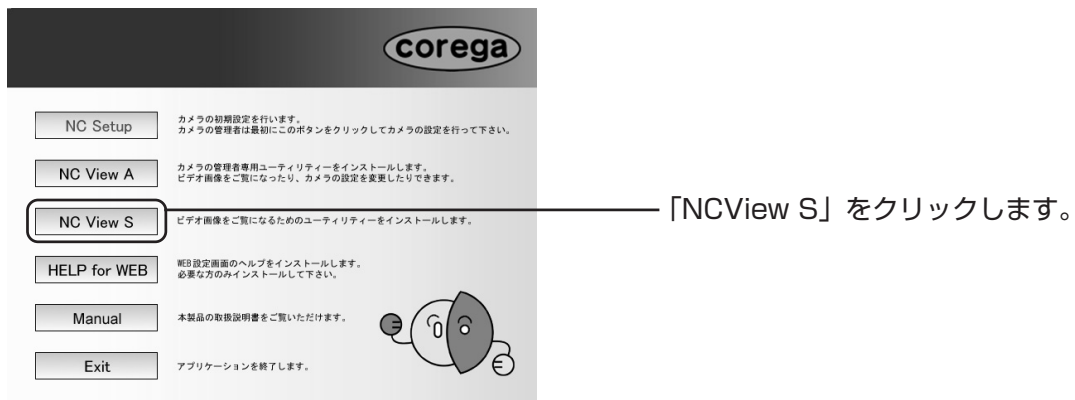 corega
NC Setup
カメラの初期設定を行います。
カメラの管理者は最初にこのボタンをクリックしてカメラの設定を行って下さい。
NC View A
カメラの管理者専用ユーティリティーをインストールします。
ビデオ画像をご覧になったり、カメラの設定を変更したりできます。
NC View S
ビデオ画像をご覧になるためのユーティリティーをインストールします。
「NCView S」をクリックします。
HELP for WEB
WEB設定画面のヘルプをインストールします。
必要な方のみインストールして下さい。
Manual
本製品の取扱説明書をご覧いただけます。
Exit
アプリケーションを終了します。